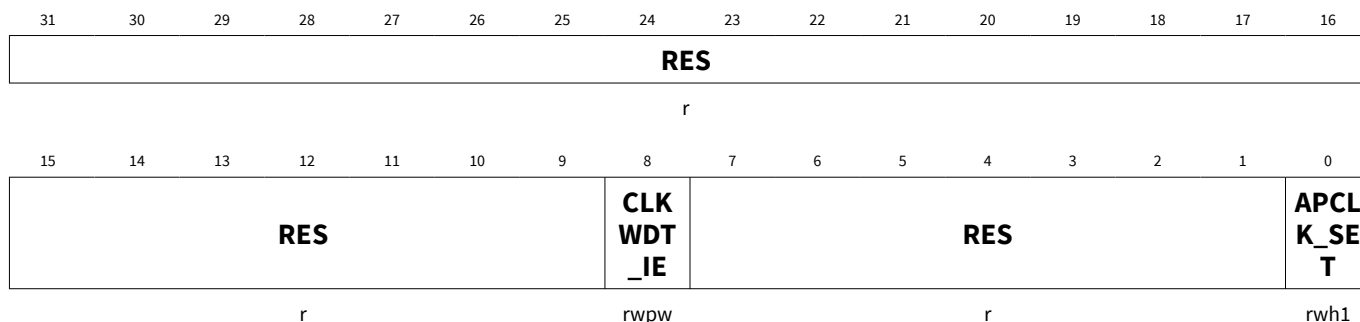 31 30 29 28 27 26 25 24 23 22 21 20 19 18 17 16
RES
r
15 14 13 12 11 10 9 8 7 6 5 4 3 2 1 0
RES CLK WDT _IE RES APCL K_SE T
r rwpw r rwh1